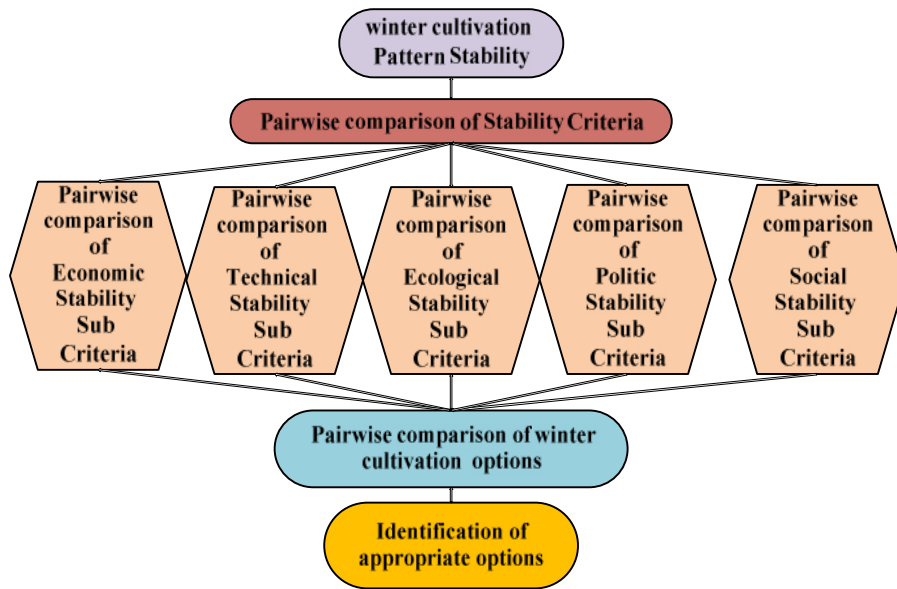 winter cultivation
Pattern Stability
Pairwise comparison of Stability Criteria
Pairwise
comparison
of
Economic
Stability
Sub
Criteria
Pairwise
comparison
of
Technical
Stability
Sub
Criteria
Pairwise
comparison
of
Ecological
Stability
Sub
Criteria
Pairwise
comparison
of
Politic
Stability
Sub
Criteria
Pairwise
comparison
of
Social
Stability
Sub
Criteria
Pairwise comparison of winter
cultivation options
Identification of
appropriate options